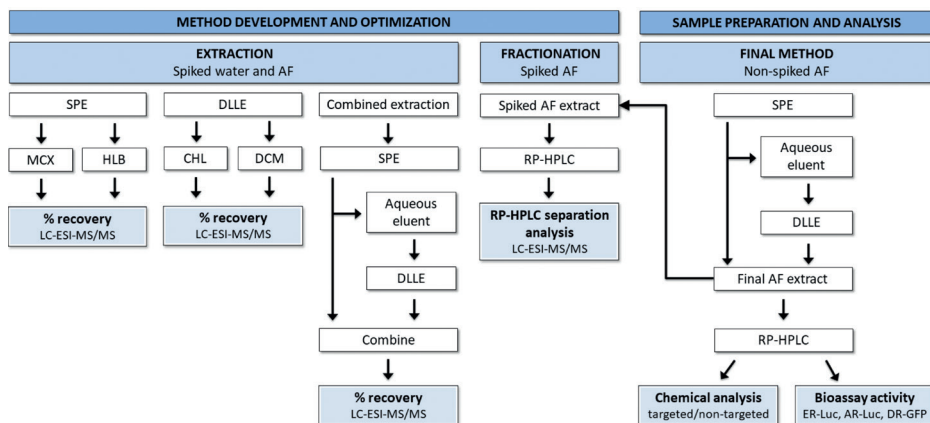 METHOD DEVELOPMENT AND OPTIMIZATION
EXTRACTION
Spiked water and AF
SPE
MCX
HLB
% recovery
LC-ESI-MS/MS
DLLE
CHL
DCM
% recovery
LC-ESI-MS/MS
Combined extraction
SPE
Aqueous
eluent
DLLE
Combine
% recovery
LC-ESI-MS/MS
FRACTIONATION
Spiked AF
Spiked AF extract
RP-HPLC
RP-HPLC separation
analysis
LC-ESI-MS/MS
SAMPLE PREPARATION AND ANALYSIS
FINAL METHOD
Non-spiked AF
SPE
Aqueous
eluent
DLLE
Final AF extract
RP-HPLC
Chemical analysis
targeted/non-targeted
Bioassay activity
ER-Luc, AR-Luc, DR-GFP